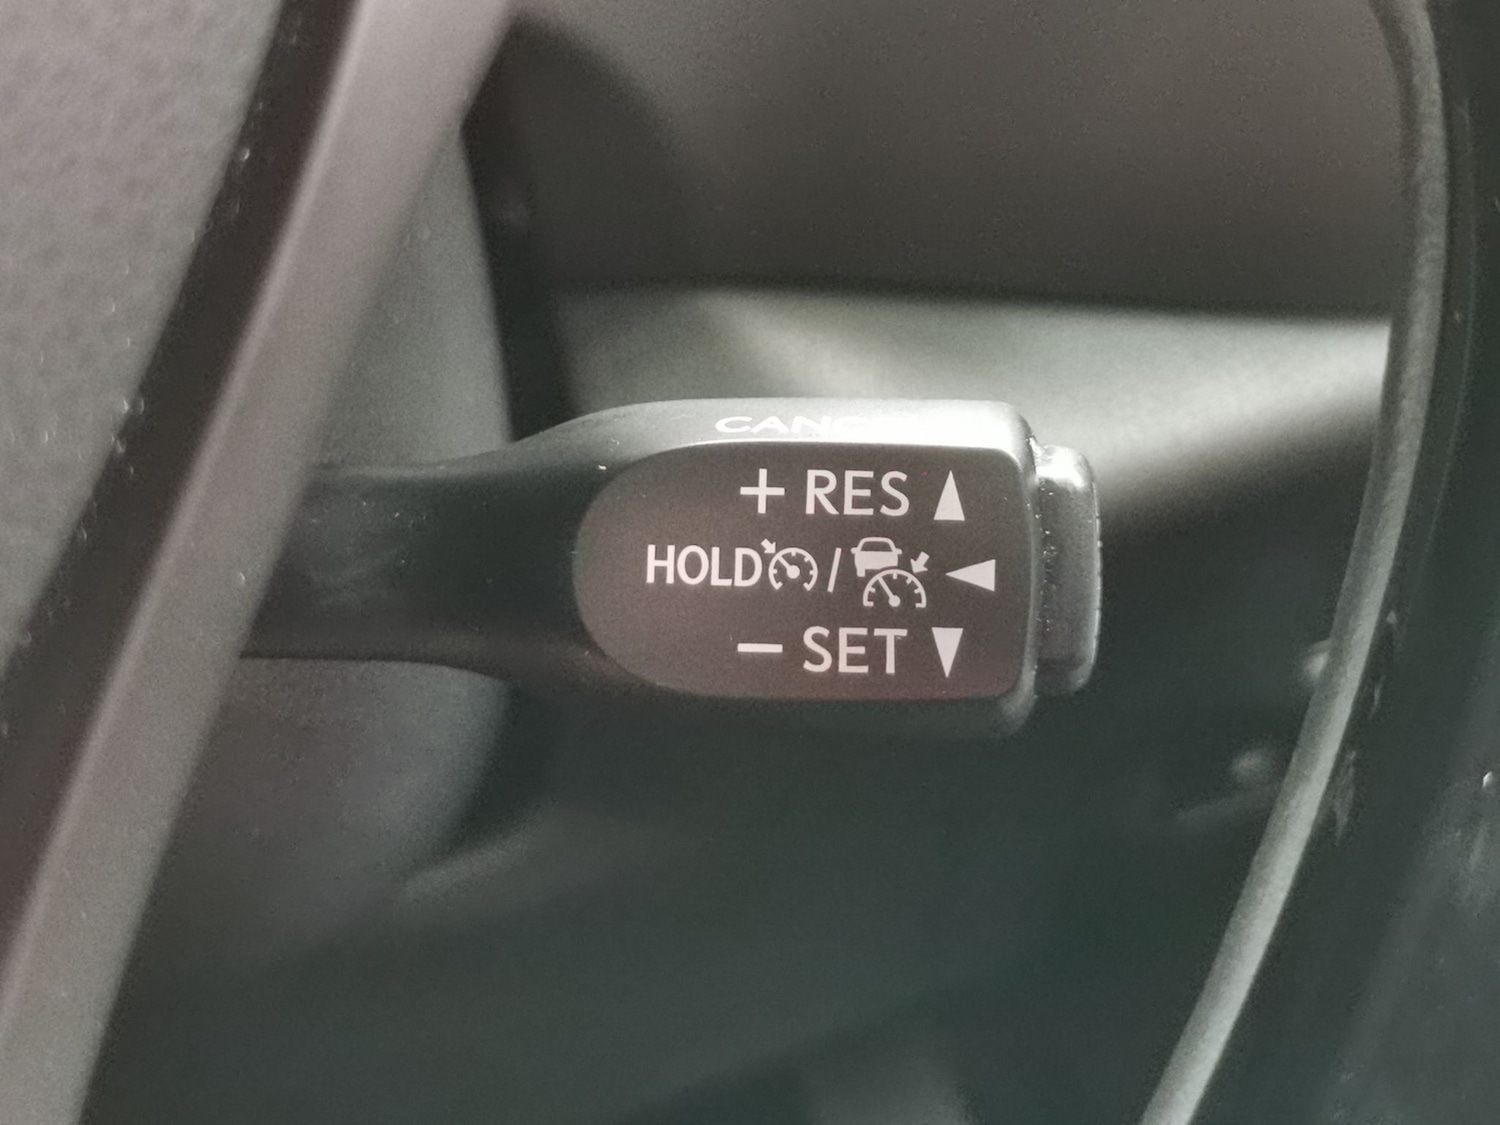 + RES
HOLD /
- SET